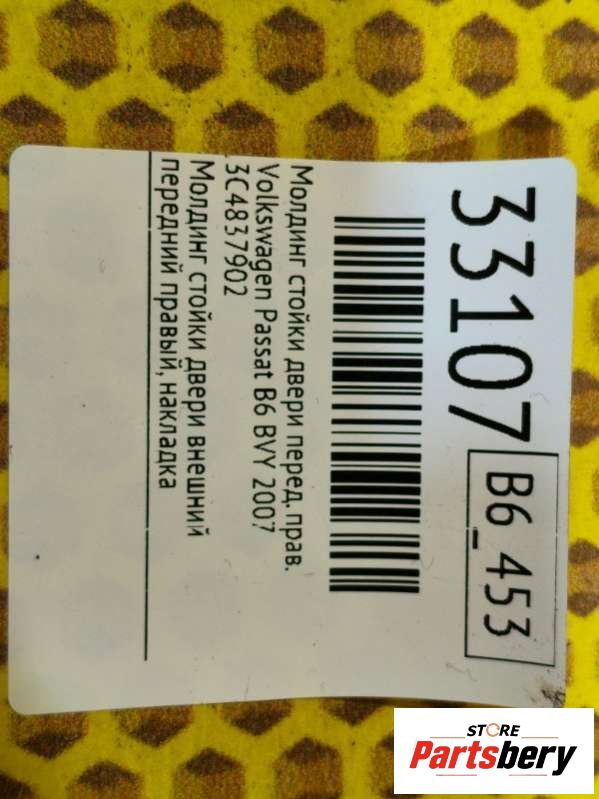 33107 B6_453
Молдинг стойки двери перед. прав.
Volkswagen Passat B6 BVY 2007
3C4837902
Молдинг стойки двери внешний
передний правый, накладка
STORE
Partsbery